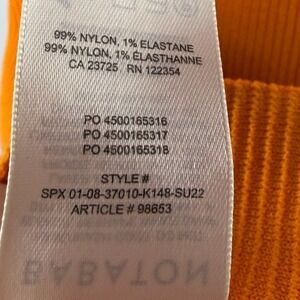 99% NYLON, 1% ELASTANE
99% NYLON, 1% ÉLASTHANNE
CA 23725 RN 122354
PO 4500165316
PO 4500165317
PO 4500165318
STYLE #
SPX 01-08-37010-K148-SU22
ARTICLE # 98653
BABATON